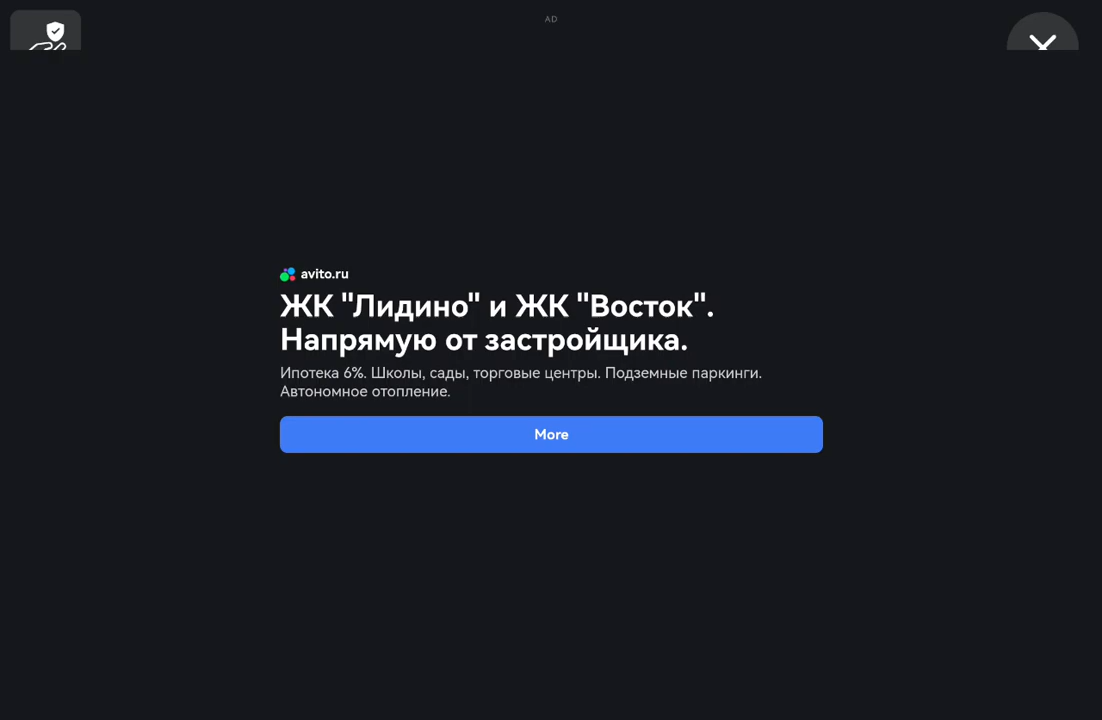 AD
avito.ru
ЖК "Лидино" и ЖК "Восток".
Напрямую от застройщика.
Ипотека 6%. Школы, сады, торговые центры. Подземные паркинги.
Автономное отопление.
More